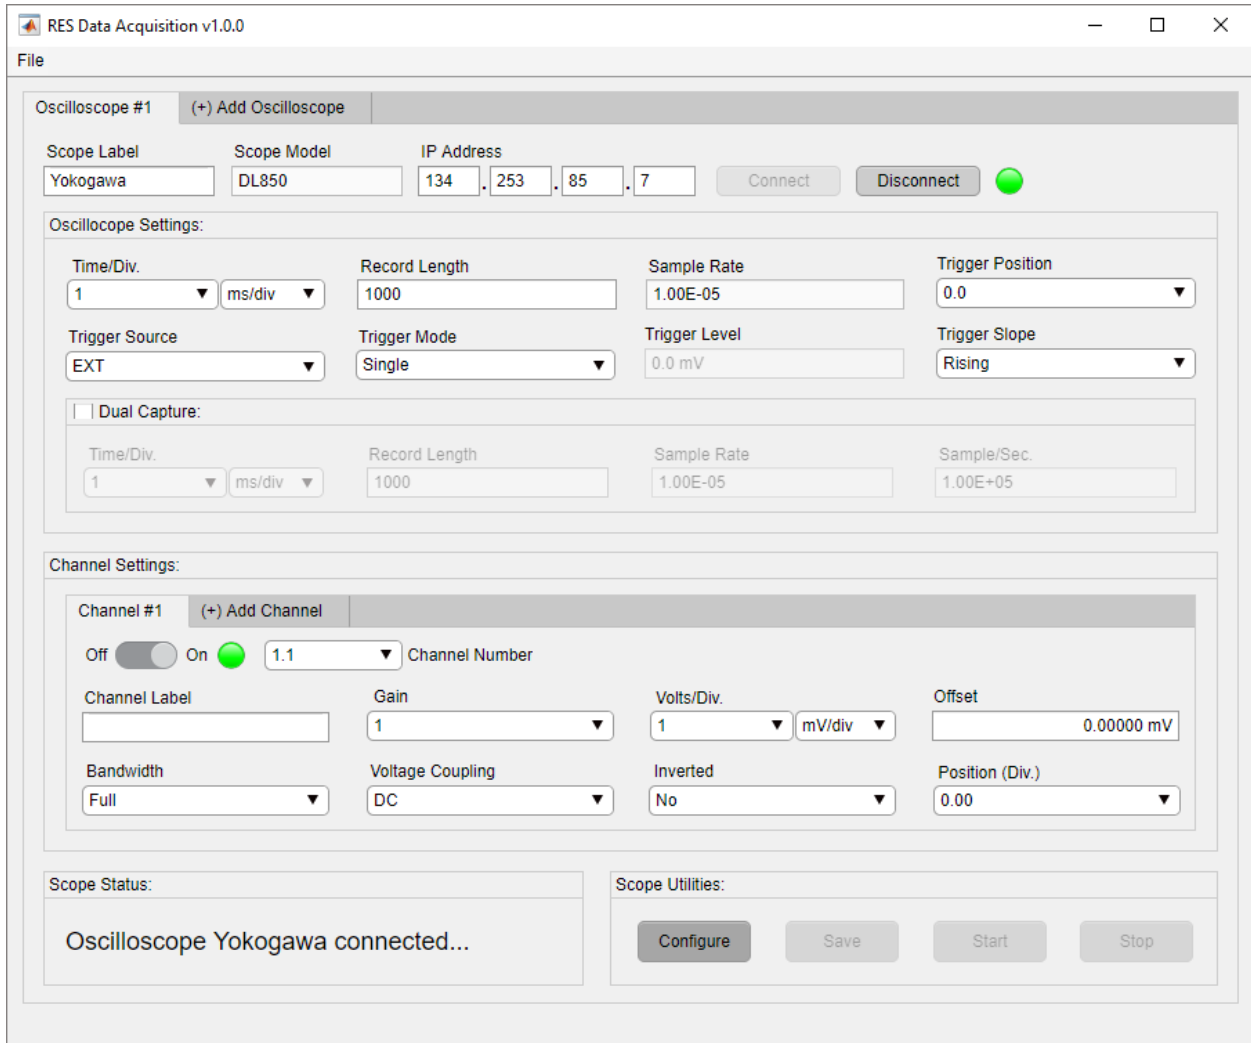 RES Data Acquisition v1.0.0
File
Oscilloscope #1 (+) Add Oscilloscope
Scope Label Scope Model IP Address
Yokogawa DL850 134 . 253 . 85 . 7 Connect Disconnect
Oscillocope Settings:
Time/Div. Record Length Sample Rate Trigger Position
1 ms/div 1000 1.00E-05 0.0
Trigger Source Trigger Mode Trigger Level Trigger Slope
EXT Single 0.0 mV Rising
Dual Capture:
Time/Div. Record Length Sample Rate Sample/Sec.
1 ms/div 1000 1.00E-05 1.00E+05
Channel Settings:
Channel #1 (+) Add Channel
Off On 1.1 Channel Number
Channel Label Gain Volts/Div. Offset
1 1 mV/div 0.00000 mV
Bandwidth Voltage Coupling Inverted Position (Div.)
Full DC No 0.00
Scope Status: Scope Utilities:
Oscilloscope Yokogawa connected... Configure Save Start Stop